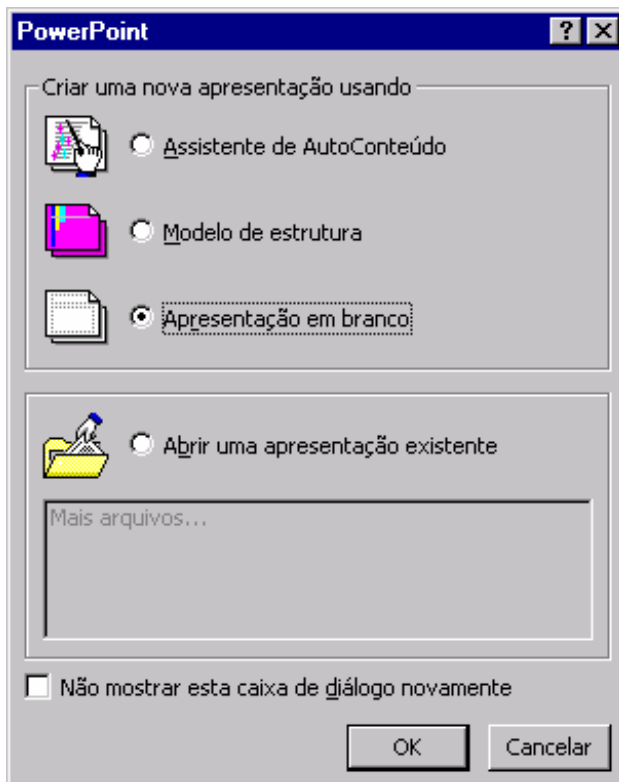 PowerPoint
Criar uma nova apresentação usando
Assistente de AutoConteúdo
Modelo de estrutura
Apresentação em branco
Abrir uma apresentação existente
Mais arquivos...
Não mostrar esta caixa de diálogo novamente
OK Cancelar